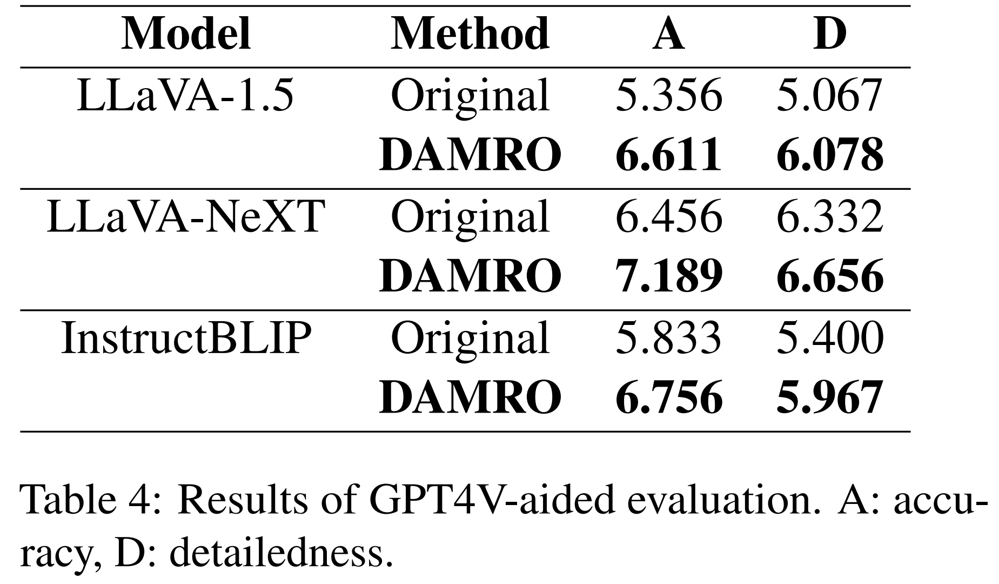 Model Method A D
LLaVA-1.5 Original 5.356 5.067
DAMRO 6.611 6.078
LLaVA-NeXT Original 6.456 6.332
DAMRO 7.189 6.656
InstructBLIP Original 5.833 5.400
DAMRO 6.756 5.967
Table 4: Results of GPT4V-aided evaluation. A: accu-
racy, D: detailedness.